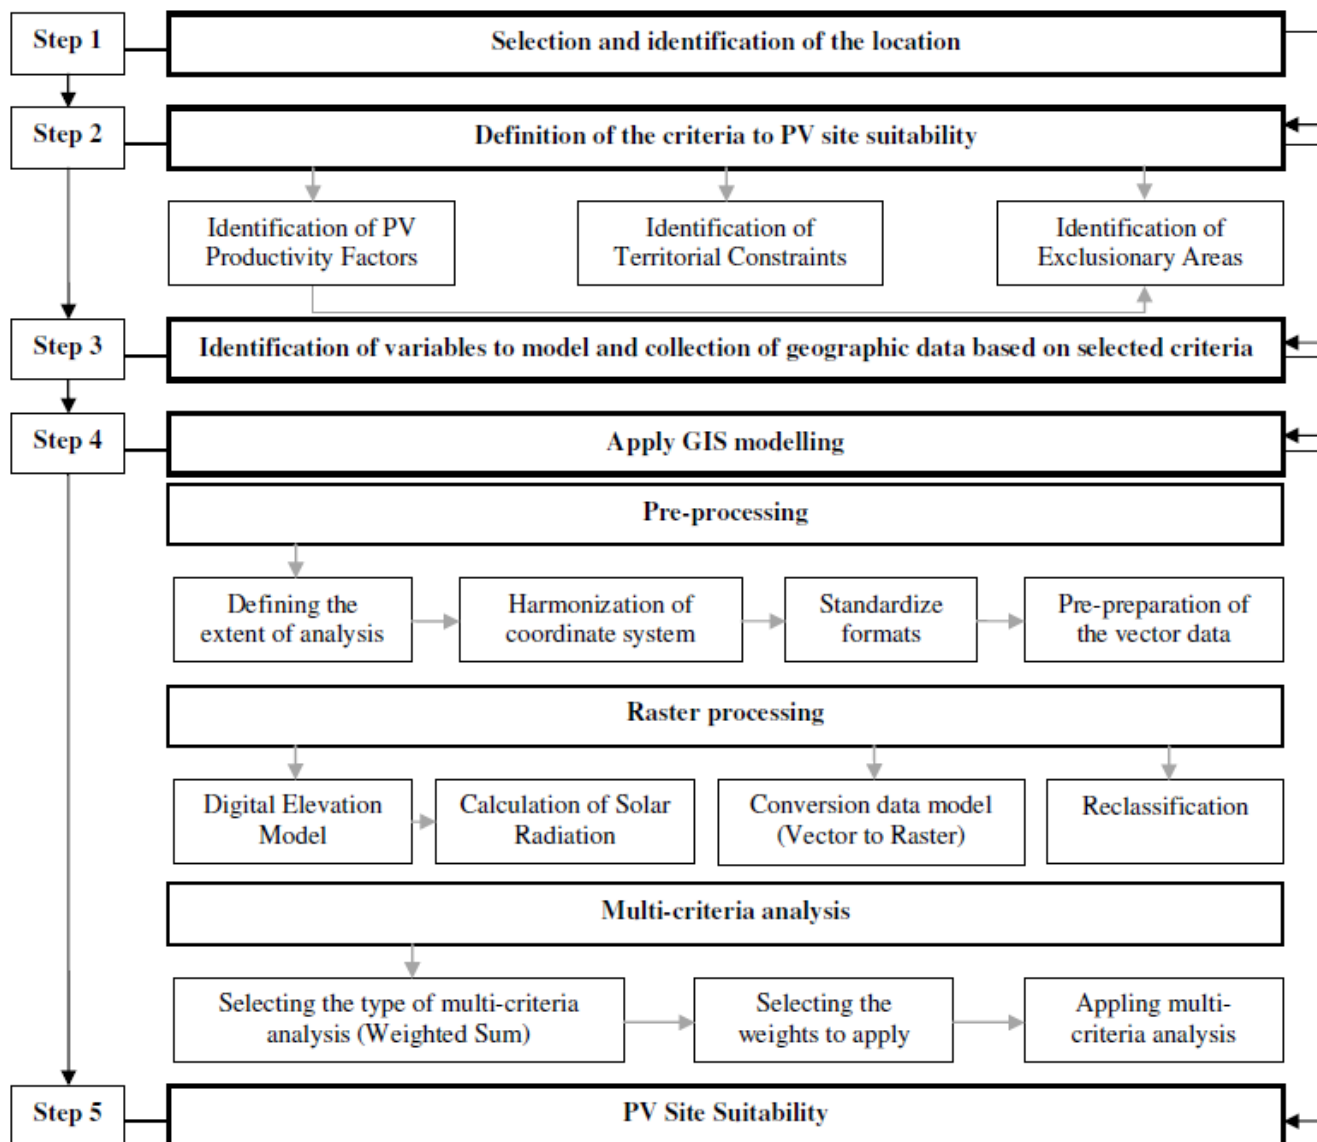 Step 1
Selection and identification of the location
Step 2
Definition of the criteria to PV site suitability
Identification of PV
Productivity Factors
Identification of
Territorial Constraints
Identification of
Exclusionary Areas
Step 3
Identification of variables to model and collection of geographic data based on selected criteria
Step 4
Apply GIS modelling
Pre-processing
Defining the
extent of analysis
Harmonization of
coordinate system
Standardize
formats
Pre-preparation of
the vector data
Raster processing
Digital Elevation
Model
Calculation of Solar
Radiation
Conversion data model
(Vector to Raster)
Reclassification
Multi-criteria analysis
Selecting the type of multi-criteria
analysis (Weighted Sum)
Selecting the
weights to apply
Appling multi-
criteria analysis
Step 5
PV Site Suitability